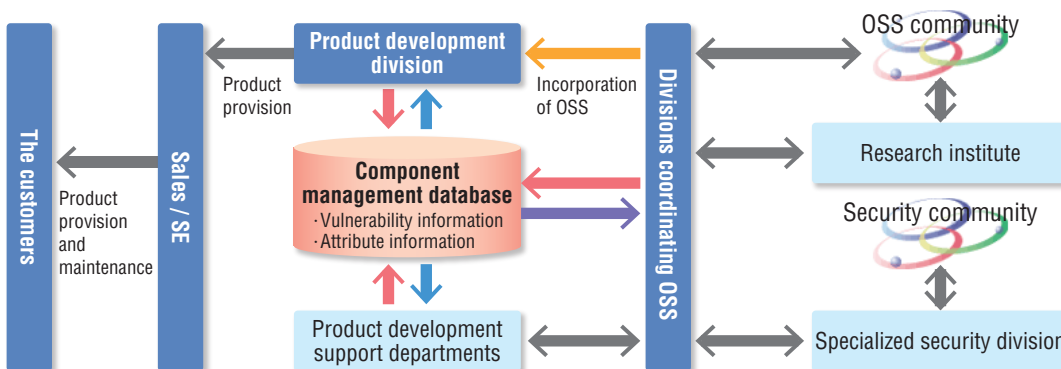 The customers
Product
provision
and
maintenance
Sales / SE
Product
provision
Product development
division
Incorporation
of OSS
Component
management database
· Vulnerability information
· Attribute information
Product development
support departments
Divisions coordinating OSS
OSS community
Research institute
Security community
Specialized security division